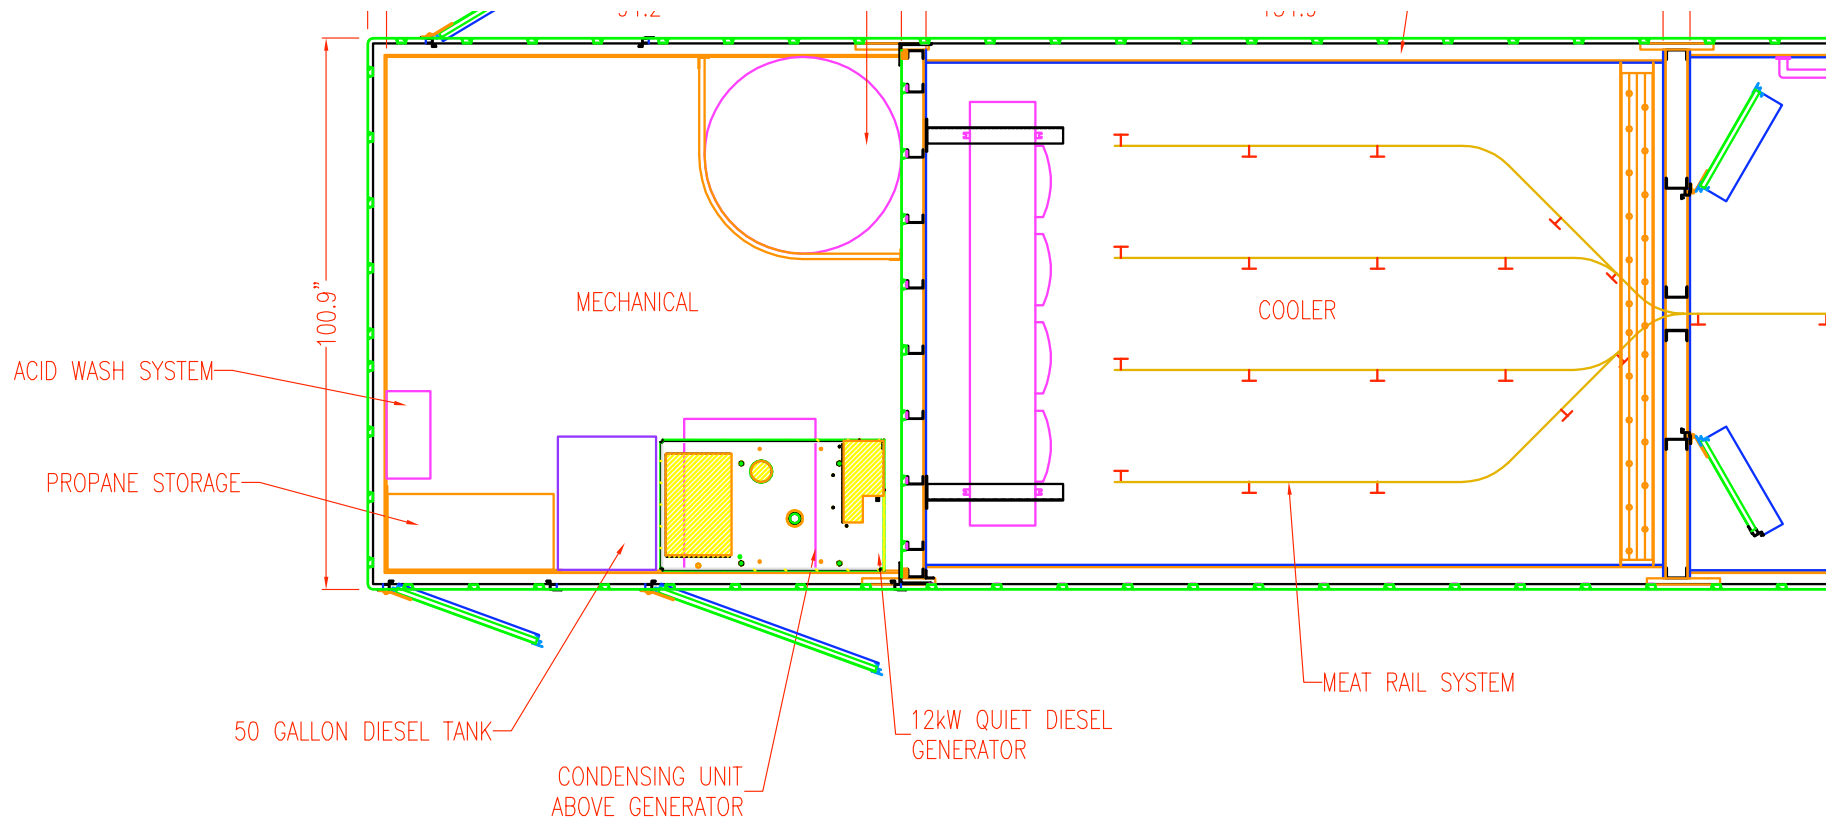 100.9"
MECHANICAL
COOLER
ACID WASH SYSTEM
PROPANE STORAGE
MEAT RAIL SYSTEM
50 GALLON DIESEL TANK
12kW QUIET DIESEL
GENERATOR
CONDENSING UNIT
ABOVE GENERATOR